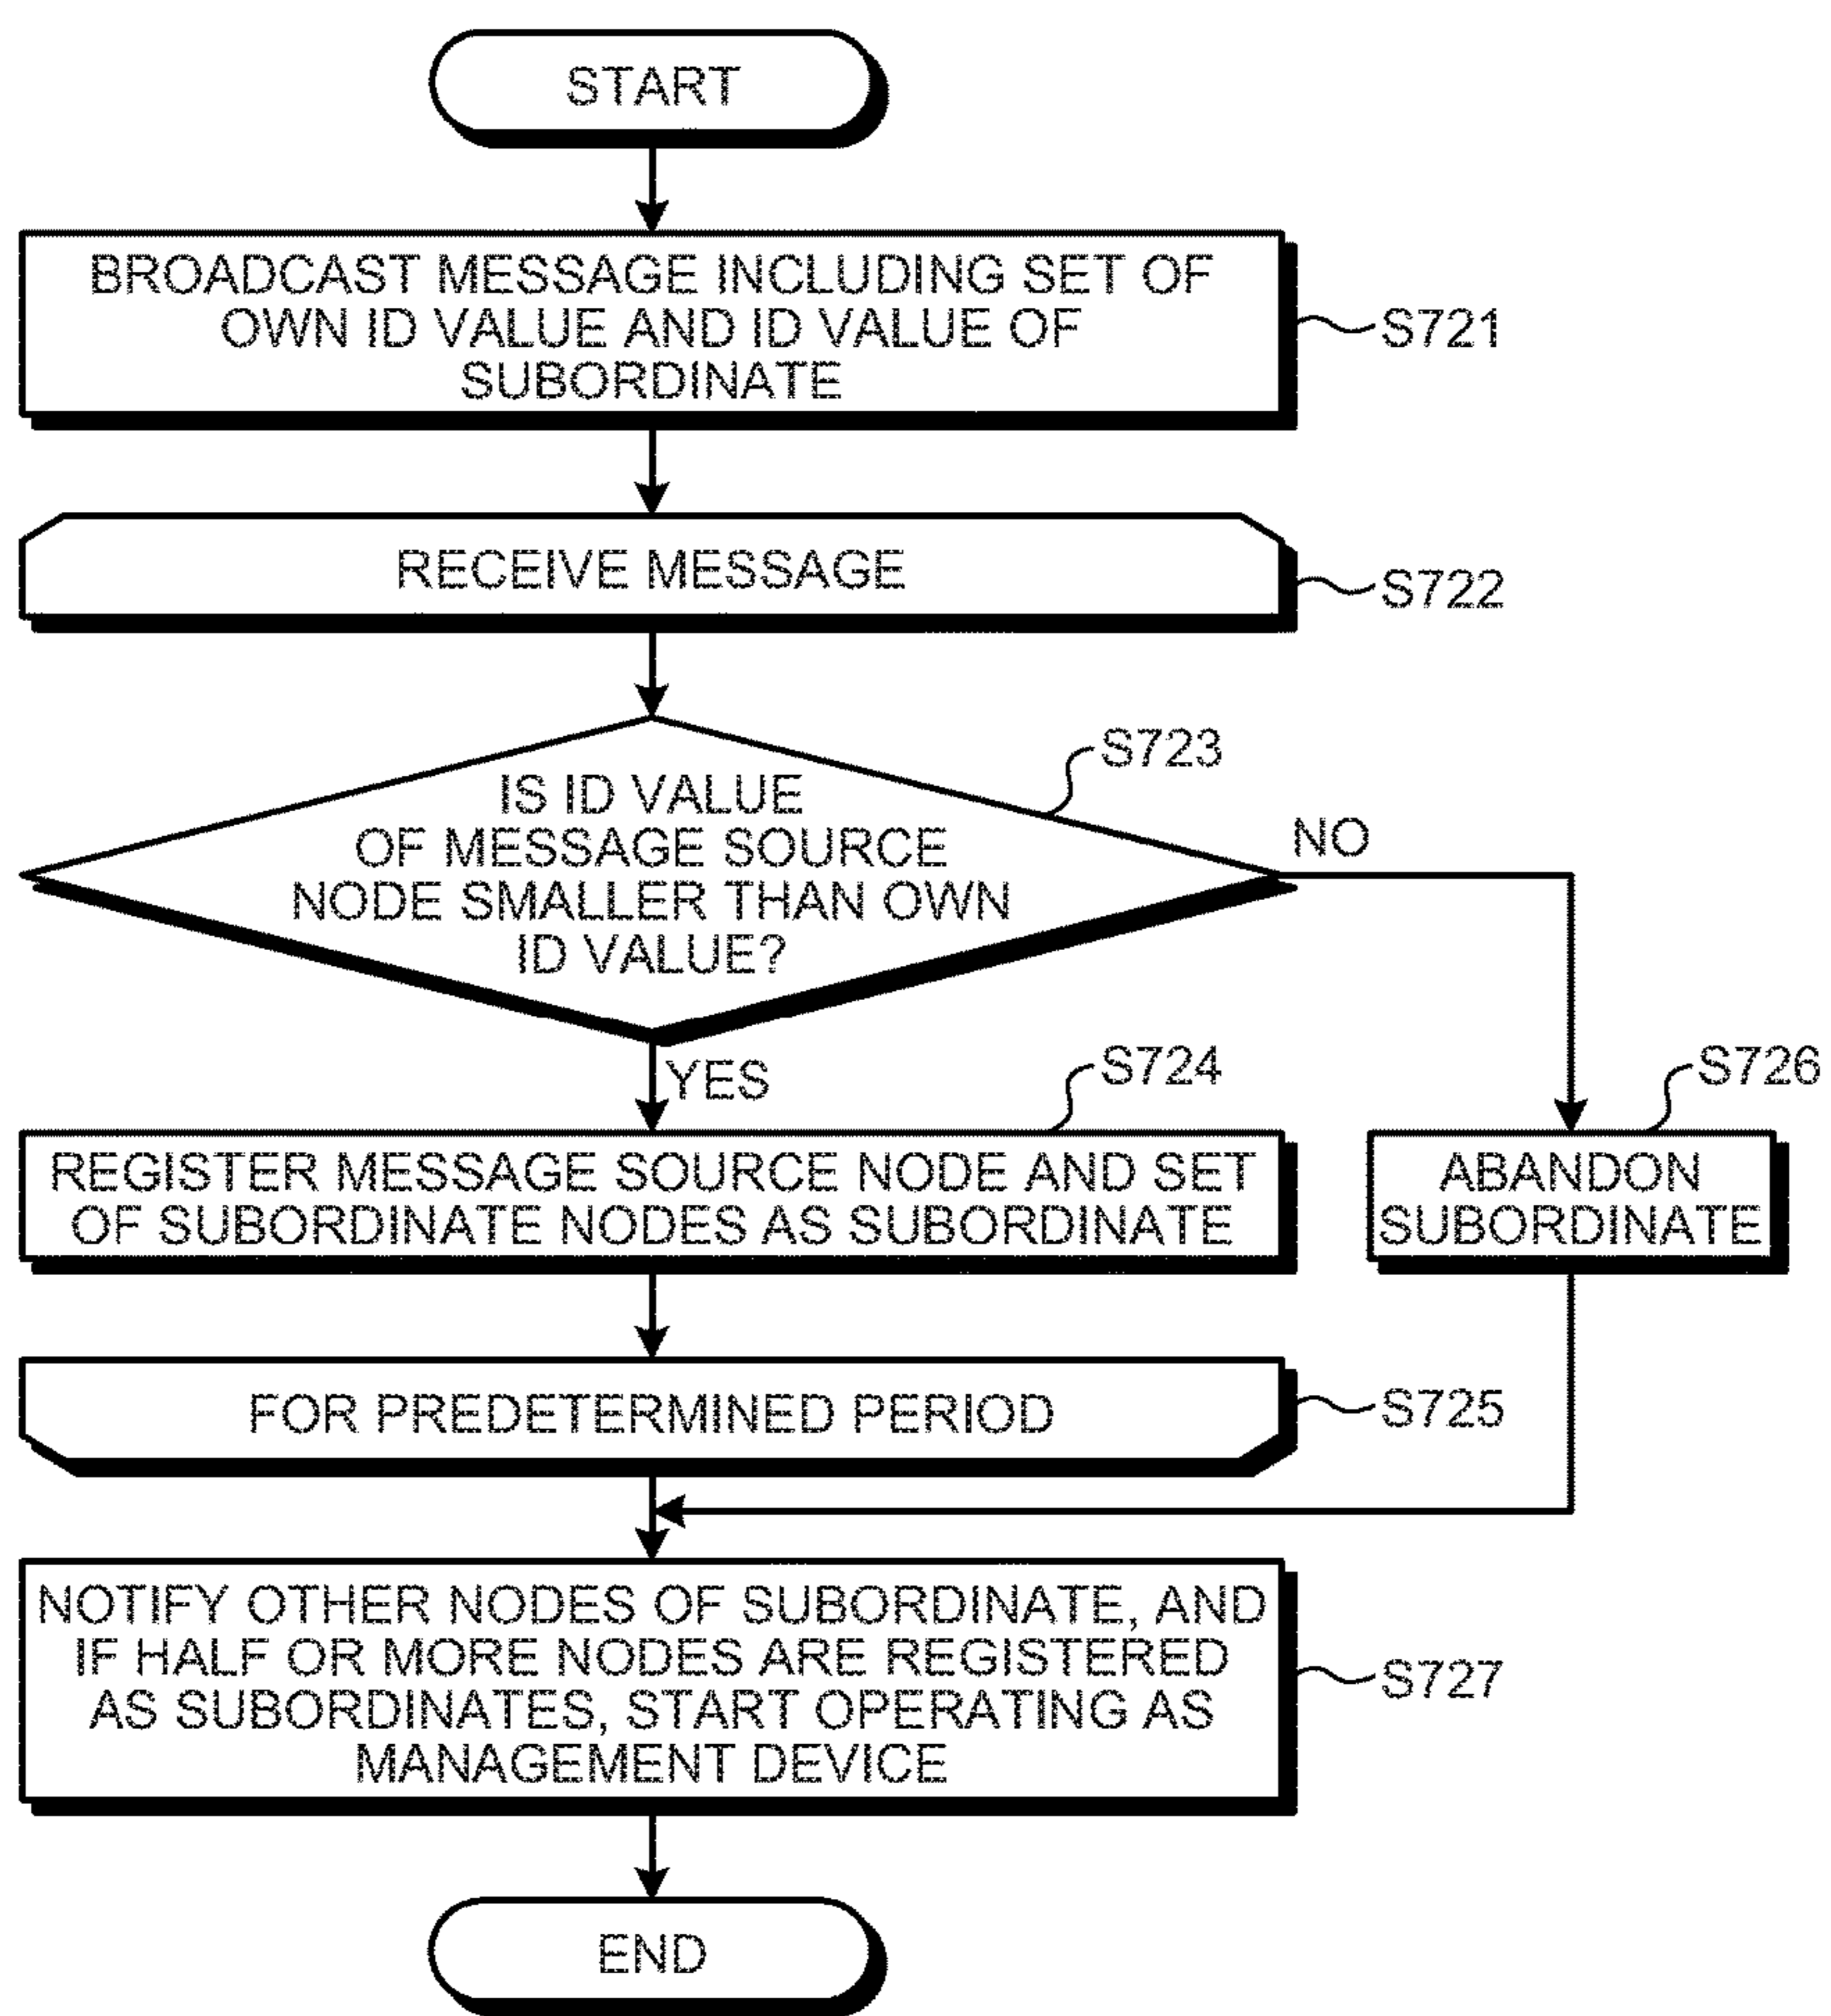 START
BROADCAST MESSAGE INCLUDING SET OF
OWN ID VALUE AND ID VALUE OF
SUBORDINATE
S721
RECEIVE MESSAGE
S722
S723
IS ID VALUE
OF MESSAGE SOURCE
NODE SMALLER THAN OWN
ID VALUE?
NO
YES
S724
S726
REGISTER MESSAGE SOURCE NODE AND SET
OF SUBORDINATE NODES AS SUBORDINATE
ABANDON
SUBORDINATE
FOR PREDETERMINED PERIOD
S725
NOTIFY OTHER NODES OF SUBORDINATE, AND
IF HALF OR MORE NODES ARE REGISTERED
AS SUBORDINATES, START OPERATING AS
MANAGEMENT DEVICE
S727
END